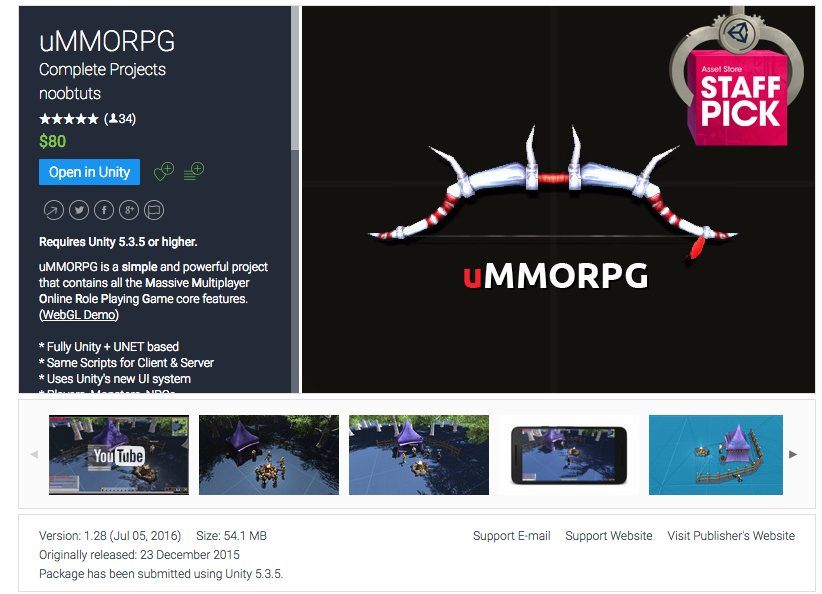 uMMORPG
Complete Projects
noobtuts
★★★★★ (34)
$80
Open in Unity
Requires Unity 5.3.5 or higher.
uMMORPG is a simple and powerful project
that contains all the Massive Multiplayer
Online Role Playing Game core features.
(WebGL Demo)
* Fully Unity + UNET based
* Same Scripts for Client & Server
* Uses Unity's new UI system
* Players, Monsters, NPCs
Asset Store
STAFF
PICK
uMMORPG
YouTube
Version: 1.28 (Jul 05, 2016) Size: 54.1 MB
Originally released: 23 December 2015
Package has been submitted using Unity 5.3.5.
Support E-mail Support Website Visit Publisher's Website